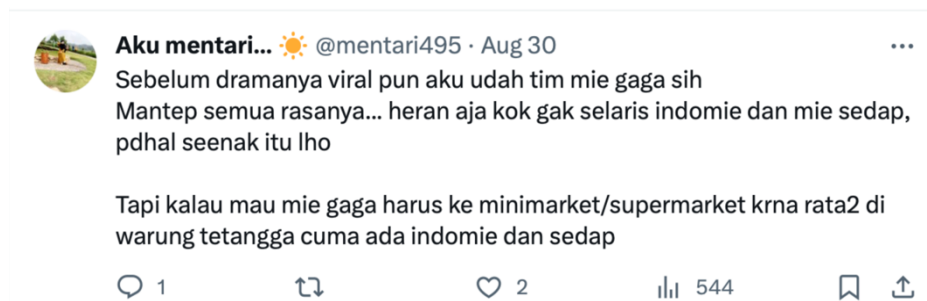 Aku mentari... ☀️ @mentari495 · Aug 30
Sebelum dramanya viral pun aku udah tim mie gaga sih
Mantep semua rasanya... heran aja kok gak selaris indomie dan mie sedap,
pdhal seenak itu lho
Tapi kalau mau mie gaga harus ke minimarket/supermarket krna rata2 di
warung tetangga cuma ada indomie dan sedap
1 2 544